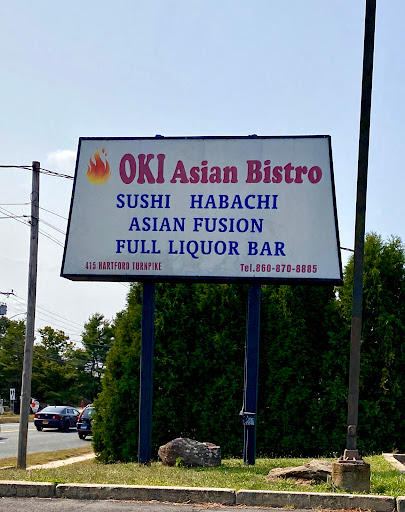 OKI Asian Bistro
SUSHI HABACHI
ASIAN FUSION
FULL LIQUOR BAR
415 HARTFORD TURNPIKE Tel.860-870-8885